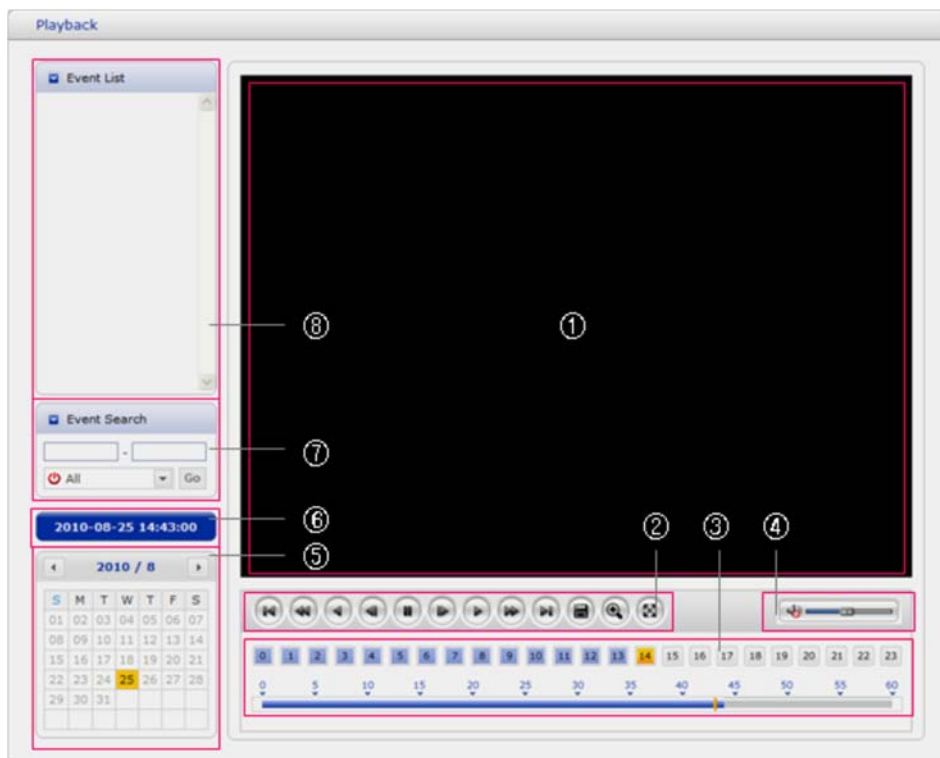 Playback
Event List
⑧
①
Event Search
-
⑦
All
Go
2010-08-25 14:43:00
⑥
②
③
④
⑤
2010 / 8
S M T W T F S
01 02 03 04 05 06 07
08 09 10 11 12 13 14
15 16 17 18 19 20 21
22 23 24 25 26 27 28
29 30 31
0 1 2 3 4 5 6 7 8 9 10 11 12 13 14 15 16 17 18 19 20 21 22 23
0 5 10 15 20 25 30 35 40 45 50 55 60